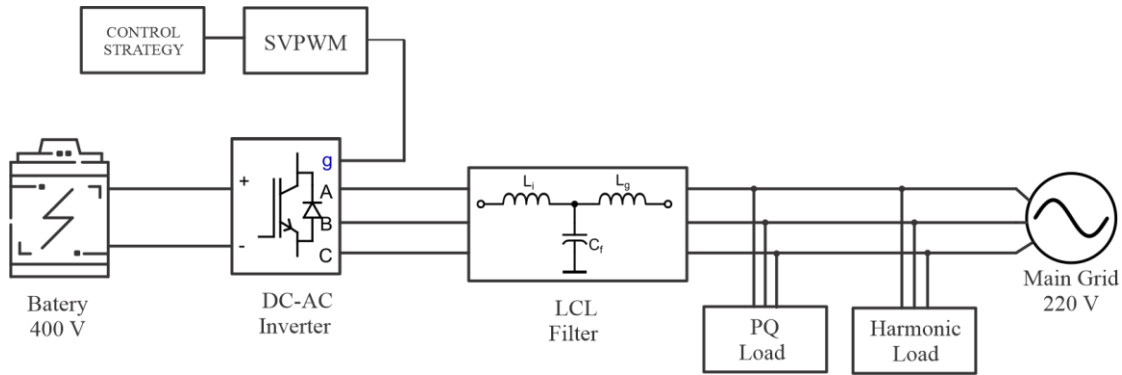 CONTROL
STRATEGY
SVPWM
g
+
A
Li
Lg
B
-
C
Cf
Batery
400 V
DC-AC
Inverter
LCL
Filter
PQ
Load
Harmonic
Load
Main Grid
220 V